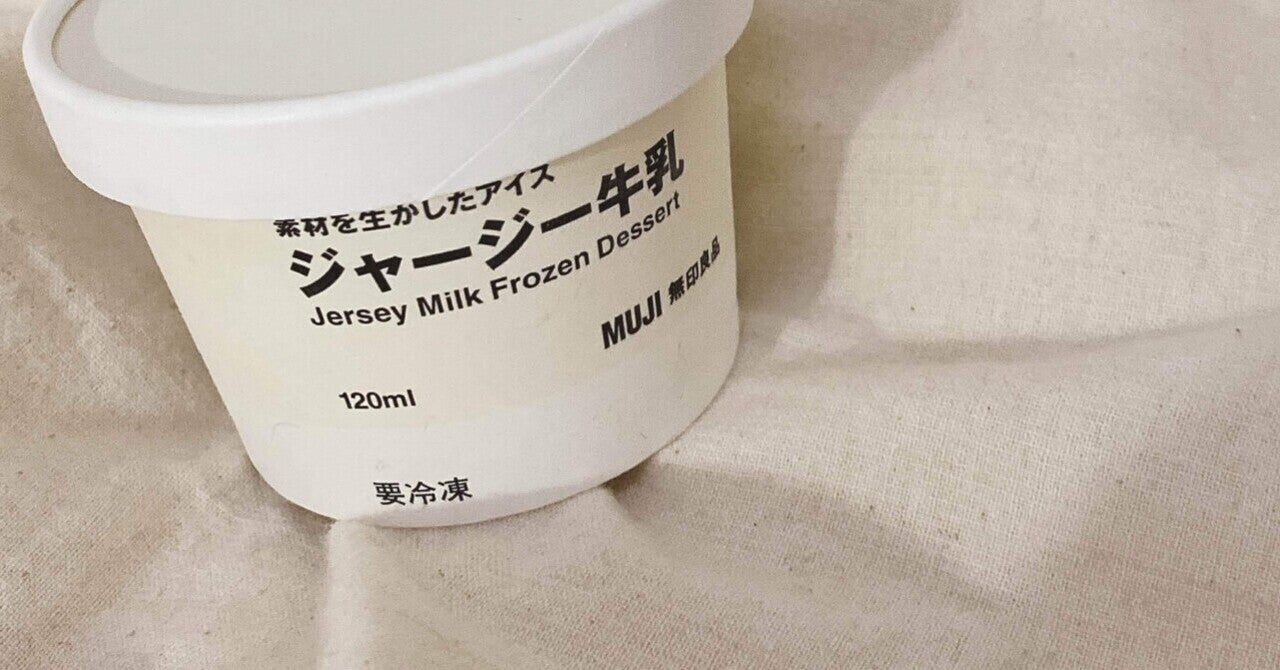 素材を生かしたアイス
ジャージー牛乳
Jersey Milk Frozen Dessert
MUJI 無印良品
120ml
要冷凍